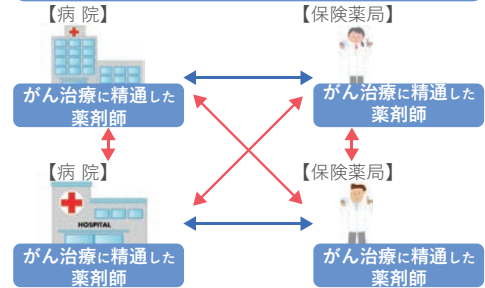 【病 院】
【保険薬局】
がん治療に精通した
薬剤師
がん治療に精通した
薬剤師
【病 院】
【保険薬局】
HOSPITAL
がん治療に精通した
薬剤師
がん治療に精通した
薬剤師